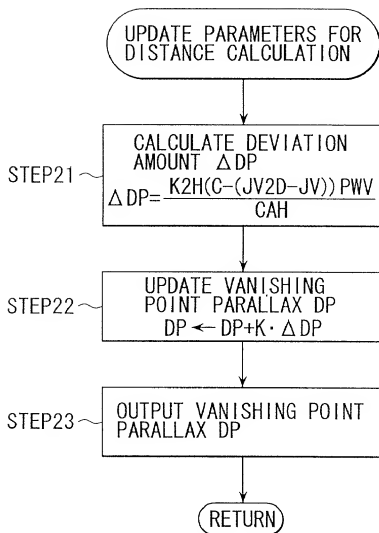 UPDATE PARAMETERS FOR
DISTANCE CALCULATION
STEP21
CALCULATE DEVIATION
AMOUNT ΔDP
ΔDP=K2H(C-(JV2D-JV))PWV
CAH
STEP22
UPDATE VANISHING
POINT PARALLAX DP
DP ← DP+K· ΔDP
STEP23
OUTPUT VANISHING POINT
PARALLAX DP
RETURN